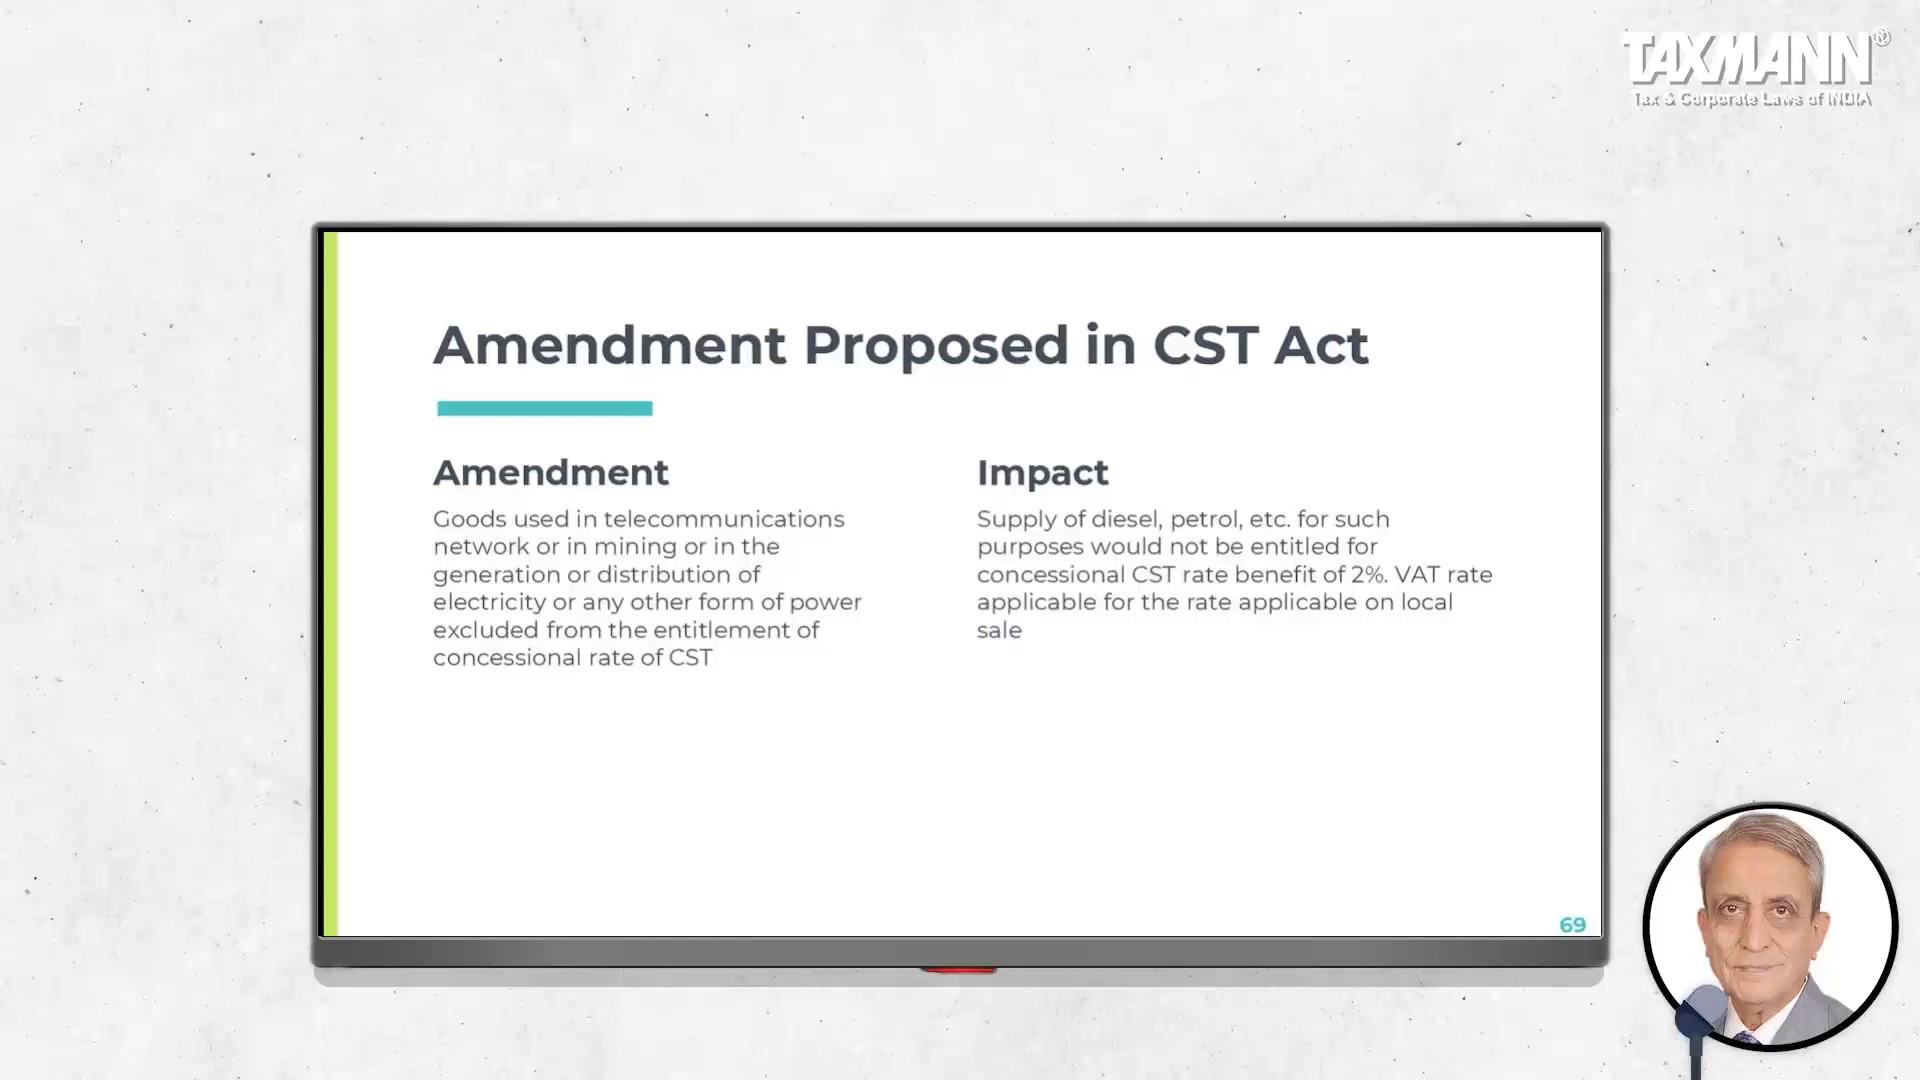 TAXMANN®
Tax & Corporate Laws of INDIA
Amendment Proposed in CST Act
Amendment
Goods used in telecommunications
network or in mining or in the
generation or distribution of
electricity or any other form of power
excluded from the entitlement of
concessional rate of CST
Impact
Supply of diesel, petrol, etc. for such
purposes would not be entitled for
concessional CST rate benefit of 2%. VAT rate
applicable for the rate applicable on local
sale
69